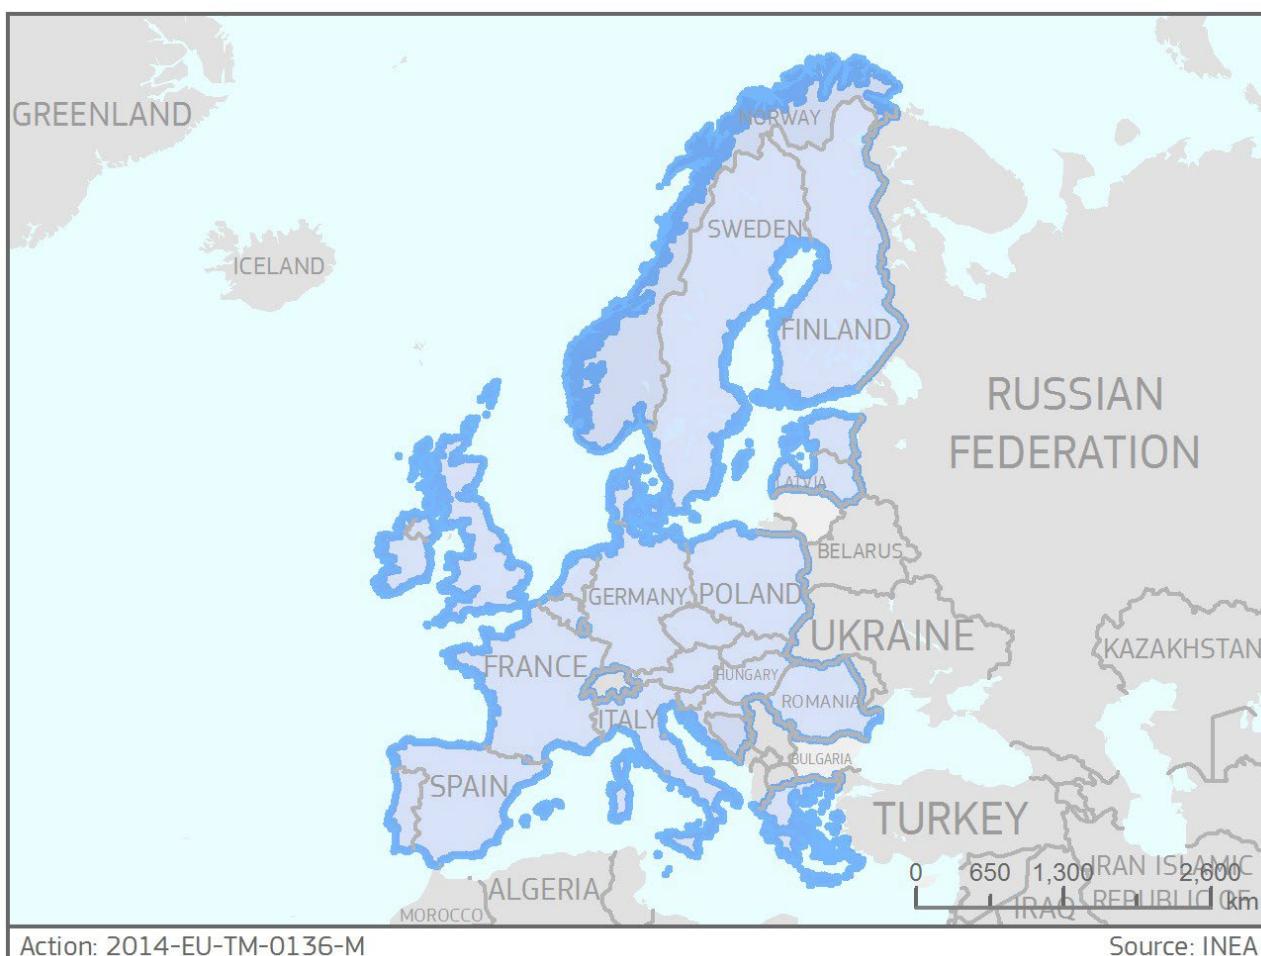 GREENLAND
NORWAY
SWEDEN
ICELAND
FINLAND
RUSSIAN
FEDERATION
LATVIA
BELARUS
GERMANY
POLAND
UKRAINE
KAZAKHSTAN
FRANCE
HUNGARY
ROMANIA
ITALY
BULGARIA
SPAIN
TURKEY
ALGERIA
MOROCCO
IRAN ISLAMIC
REPUBLIC OF
IRAQ
0 650 1,300 2,600
km
Action: 2014-EU-TM-0136-M
Source: INEA